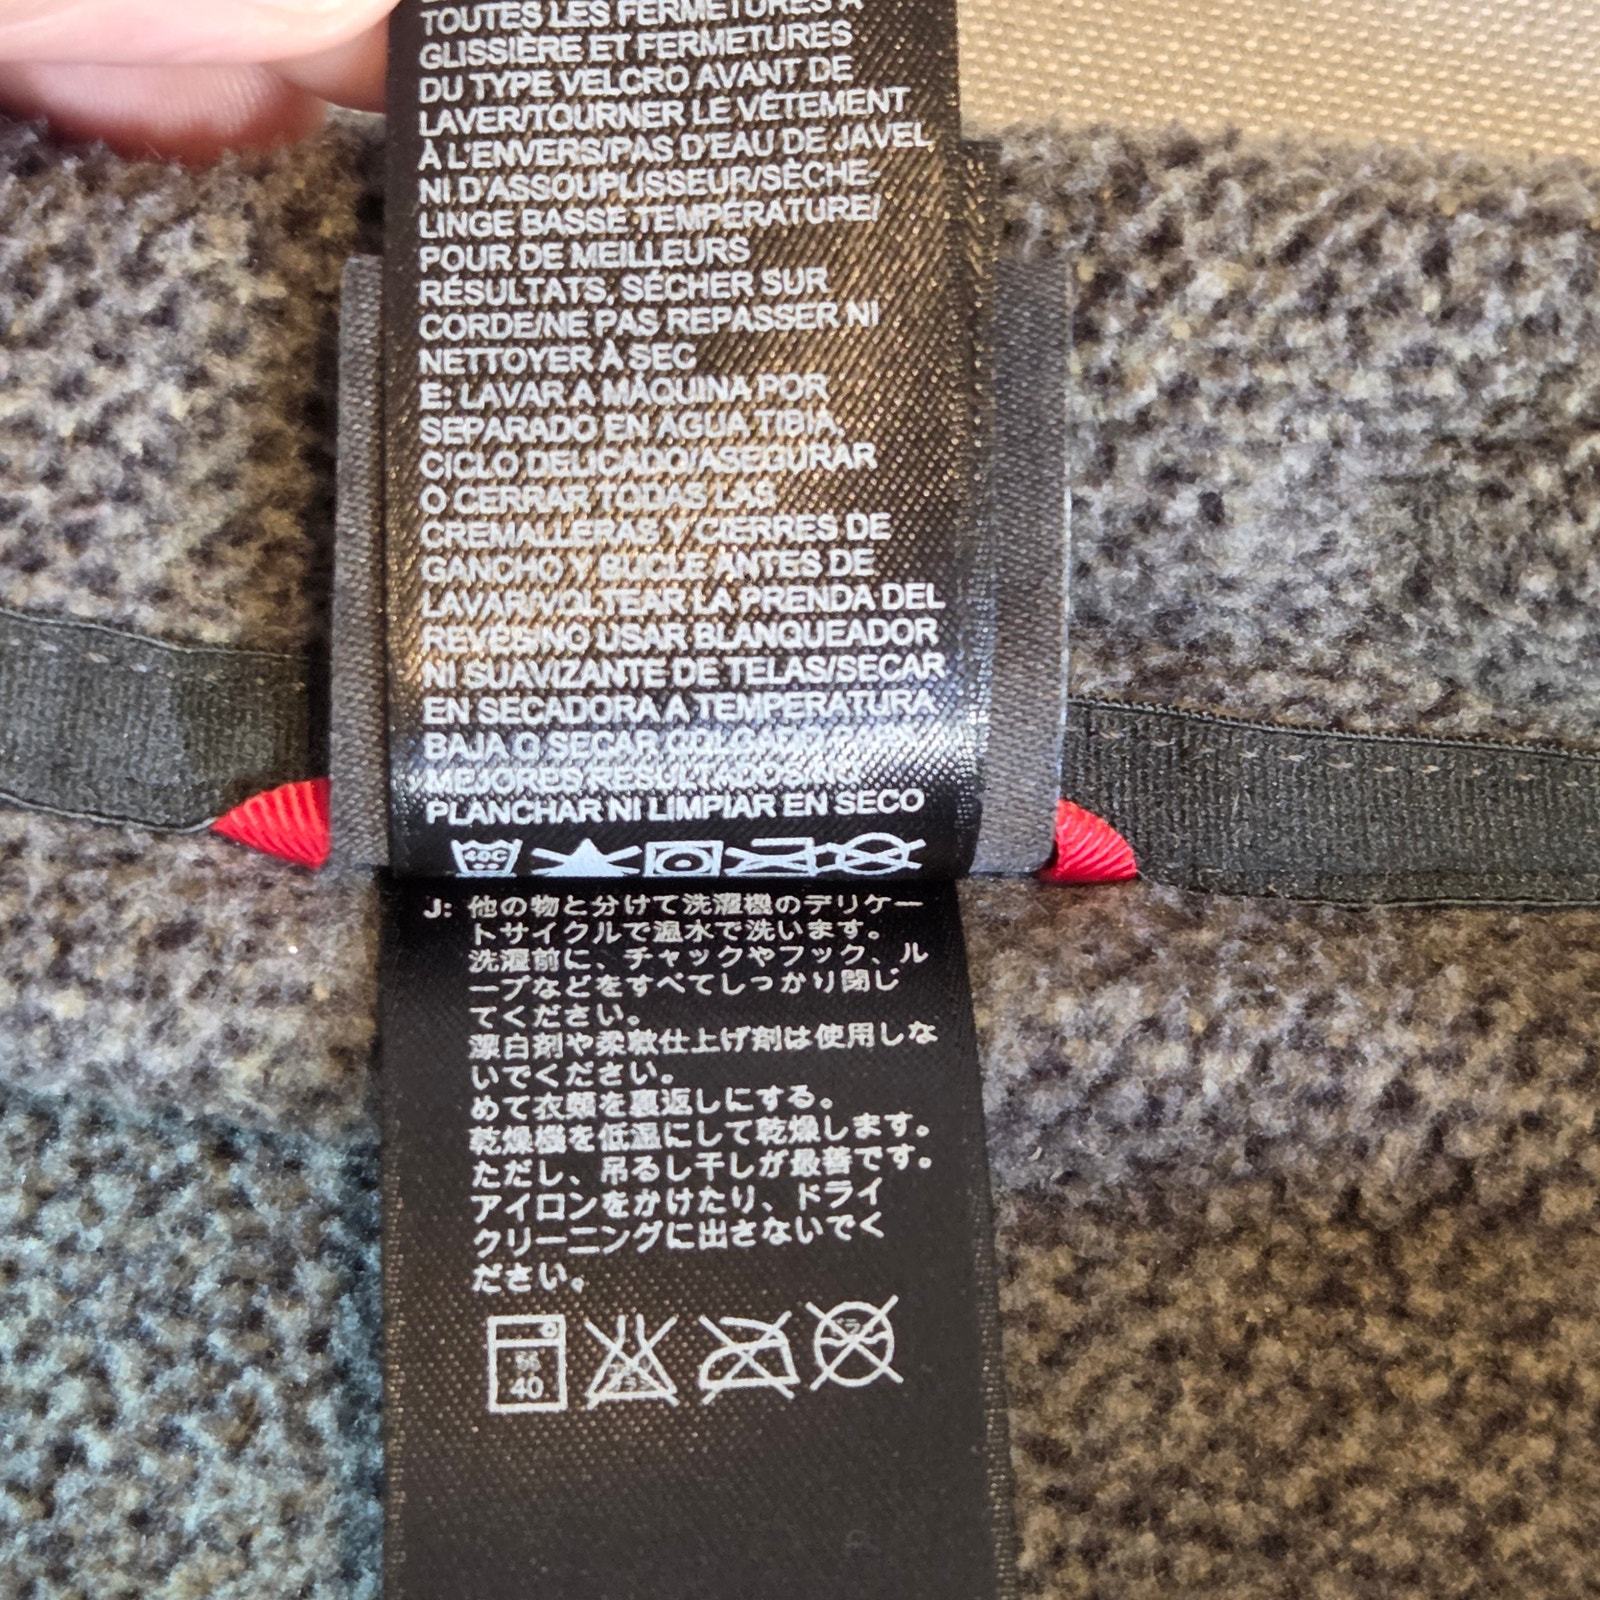 TOUTES LES FERMETURES À
GLISSIÈRE ET FERMETURES
DU TYPE VELCRO AVANT DE
LAVER/TOURNER LE VÊTEMENT
À L'ENVERS/PAS D'EAU DE JAVEL
NI D'ASSOUPLISSEUR/SÈCHE-
LINGE BASSE TEMPÉRATURE/
POUR DE MEILLEURS
RÉSULTATS, SÉCHER SUR
CORDE/NE PAS REPASSER NI
NETTOYER À SEC
E: LAVAR A MÁQUINA POR
SEPARADO EN AGUA TIBIA,
CICLO DELICADO/ASEGURAR
O CERRAR TODAS LAS
CREMALLERAS Y CIERRES DE
GANCHO Y BUCLE ANTES DE
LAVAR/VOLTEAR LA PRENDA DEL
REVÉS/NO USAR BLANQUEADOR
NI SUAVIZANTE DE TELAS/SECAR
EN SECADORA A TEMPERATURA
BAJA O SECAR COLGADO PARA
MEJORES RESULTADOS/NO
PLANCHAR NI LIMPIAR EN SECO
40C
J: 他の物と分けて洗濯機のデリケー
トサイクルで温水で洗います。
洗濯前に、チャックやフック、ル
ープなどをすべてしっかり閉じ
てください。
漂白剤や柔軟仕上げ剤は使用しな
いでください。
めて衣類を裏返しにする。
乾燥機を低温にして乾燥します。
ただし、吊るし干しが最善です。
アイロンをかけたり、ドライ
クリーニングに出さないでく
ださい。
40